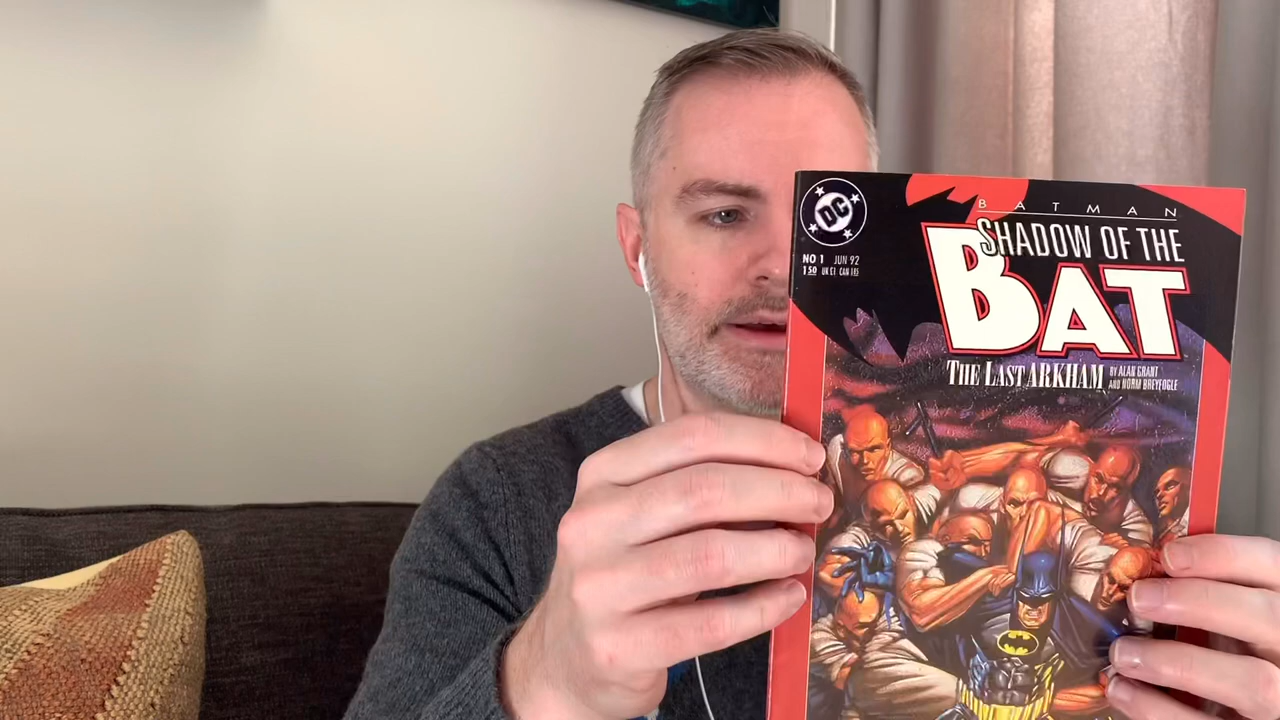 DC
NO 1 JUN 92
1 50 UK £1 CAN 1.85
BATMAN
SHADOW OF THE
BAT
THE LAST ARKHAM
BY ALAN GRANT
AND NORM BREYFOGLE